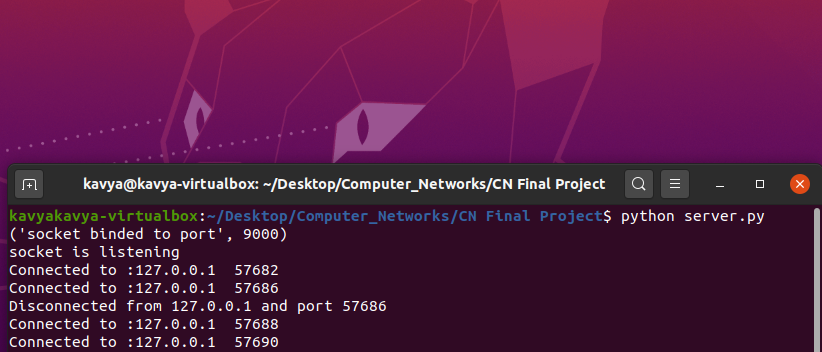 kavya@kavya-virtualbox: ~/Desktop/Computer_Networks/CN Final Project
kavyakavya-virtualbox:~/Desktop/Computer_Networks/CN Final Project$ python server.py
('socket binded to port', 9000)
socket is listening
Connected to :127.0.0.1  57682
Connected to :127.0.0.1  57686
Disconnected from 127.0.0.1 and port 57686
Connected to :127.0.0.1  57688
Connected to :127.0.0.1  57690